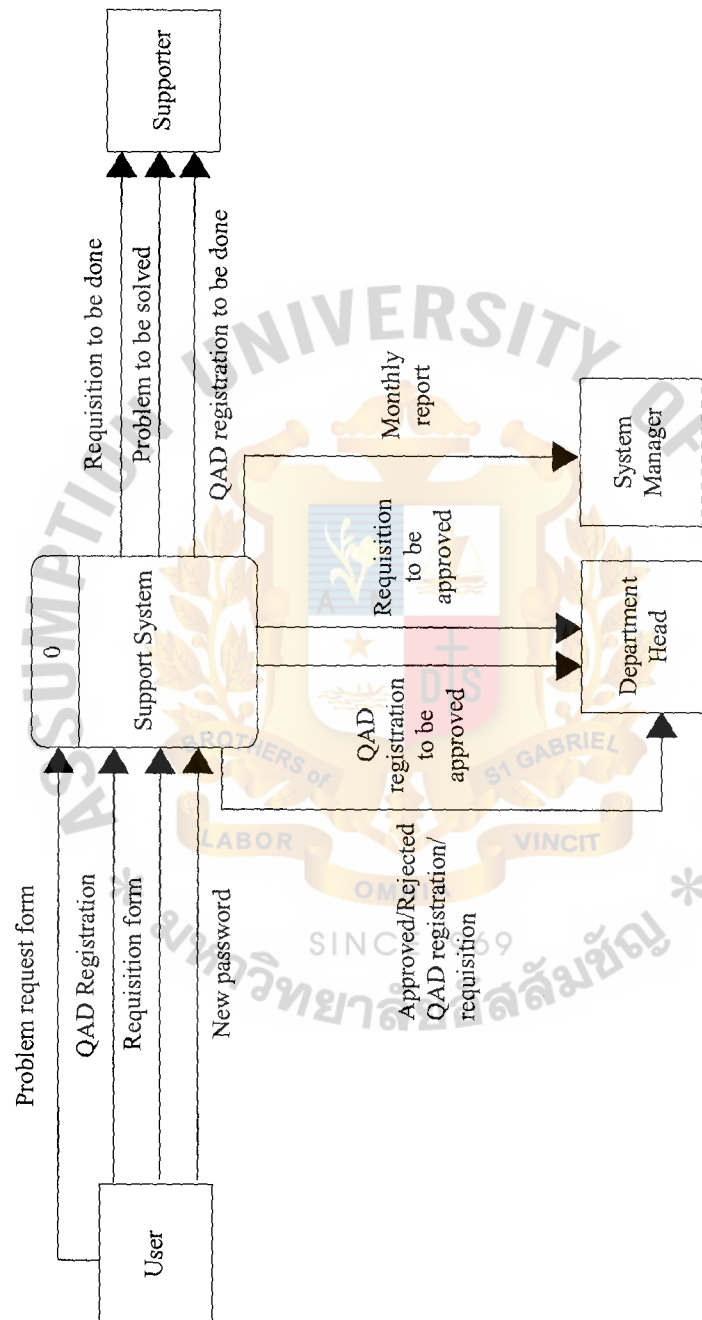 Problem request form
QAD Registration
Requisition form
New password
User
0
Support System
Requisition to be done
Problem to be solved
QAD registration to be done
Supporter
Approved/Rejected
QAD registration/
requisition
QAD
registration
to be
approved
Requisition
to be
approved
Monthly
report
Department
Head
System
Manager
ASSUMPTION UNIVERSITY OF
BROTHERS of
ST GABRIEL
LABOR
VINCIT
SINCE 1969
D S
A